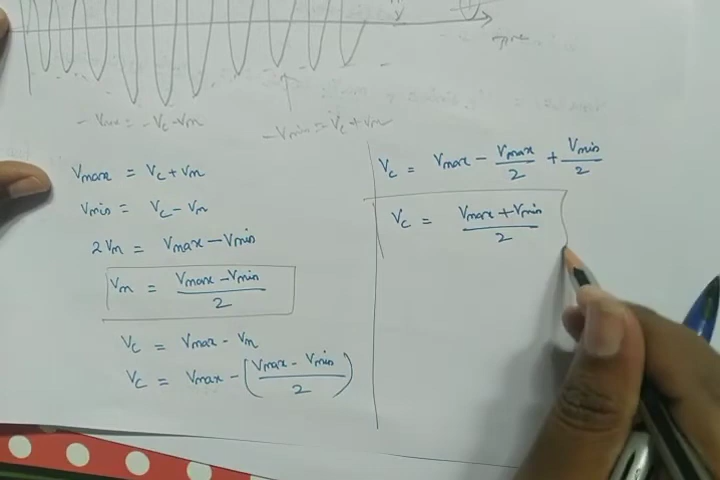 - Vmax = -Vc-Vm
-Vmin = Vc+Vm
Vmax = Vc+Vm
Vmin = Vc-Vm
2Vm = Vmax-Vmin
Vm = Vmax-Vmin
2
Vc = Vmax - Vm
Vc = Vmax - (Vmax - Vmin)
2
Vc = Vmax - Vmax/2 + Vmin/2
Vc = Vmax+Vmin
2